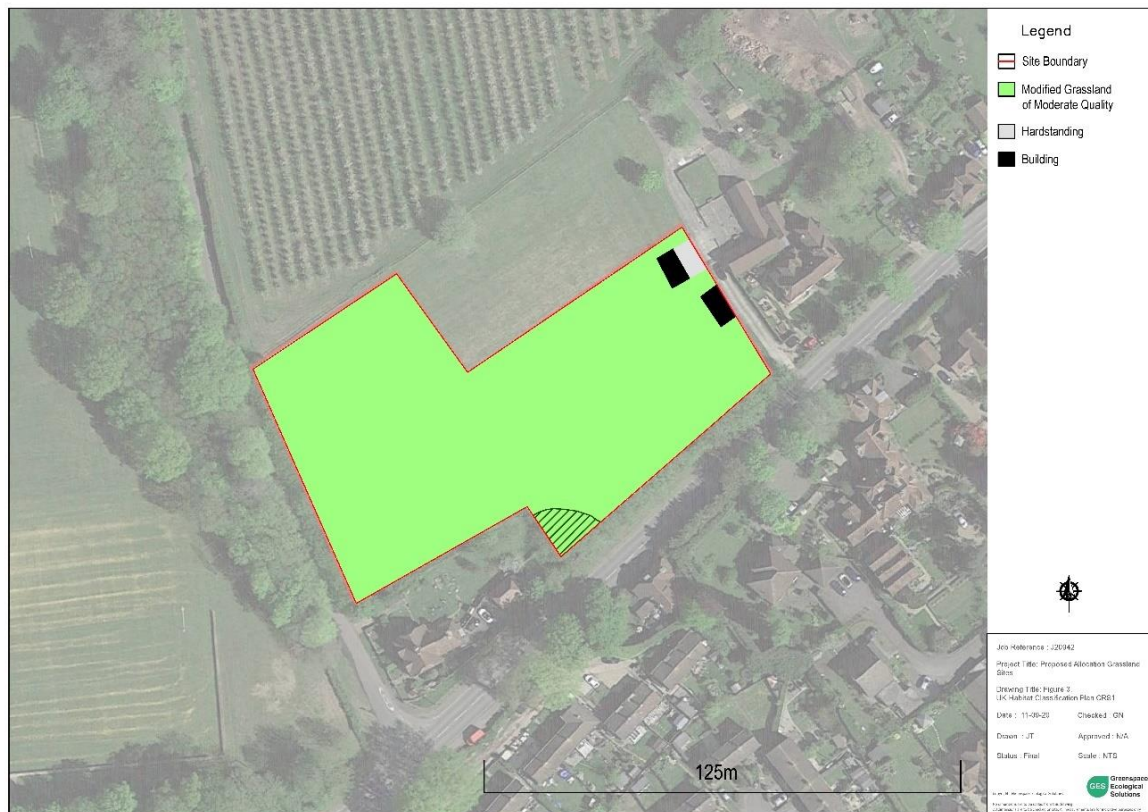 Legend
Site Boundary
Modified Grassland
of Moderate Quality
Hardstanding
Building
125m
Job Reference : J20942
Project Title: Proposed Allocation Grassland
Sites
Drawing Title: Figure 3.
UK Habitat Classification Plan CRS1
Date : 11-09-20 Checked : GN
Drawn : JT Approved : N/A
Status : Final Scale : NTS
GES
Greenspace
Ecological
Solutions